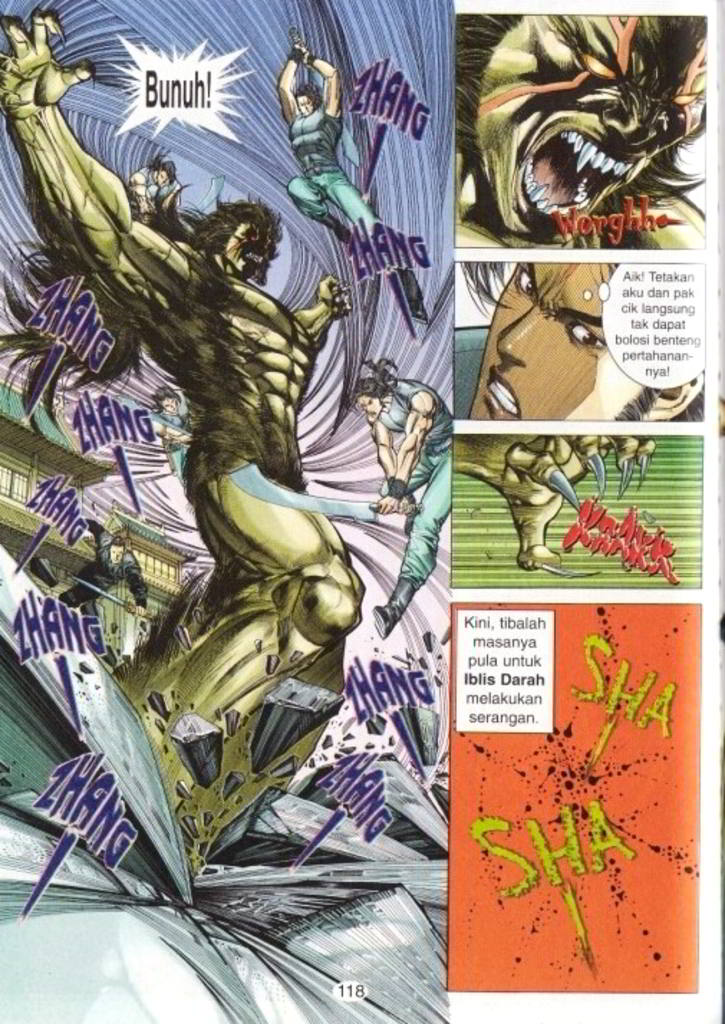 Bunuh!
ZHANG!
ZHANG!
ZHANG!
ZHANG!
ZHANG!
ZHANG!
ZHANG!
ZHANG!
ZHANG!
Worghh
Aik! Tetakan
aku dan pak
cik langsung
tak dapat
bolosi benteng
pertahanan-
nya!
Kini, tibalah
masanya
pula untuk
Iblis Darah
melakukan
serangan.
SHA!
SHA!
118